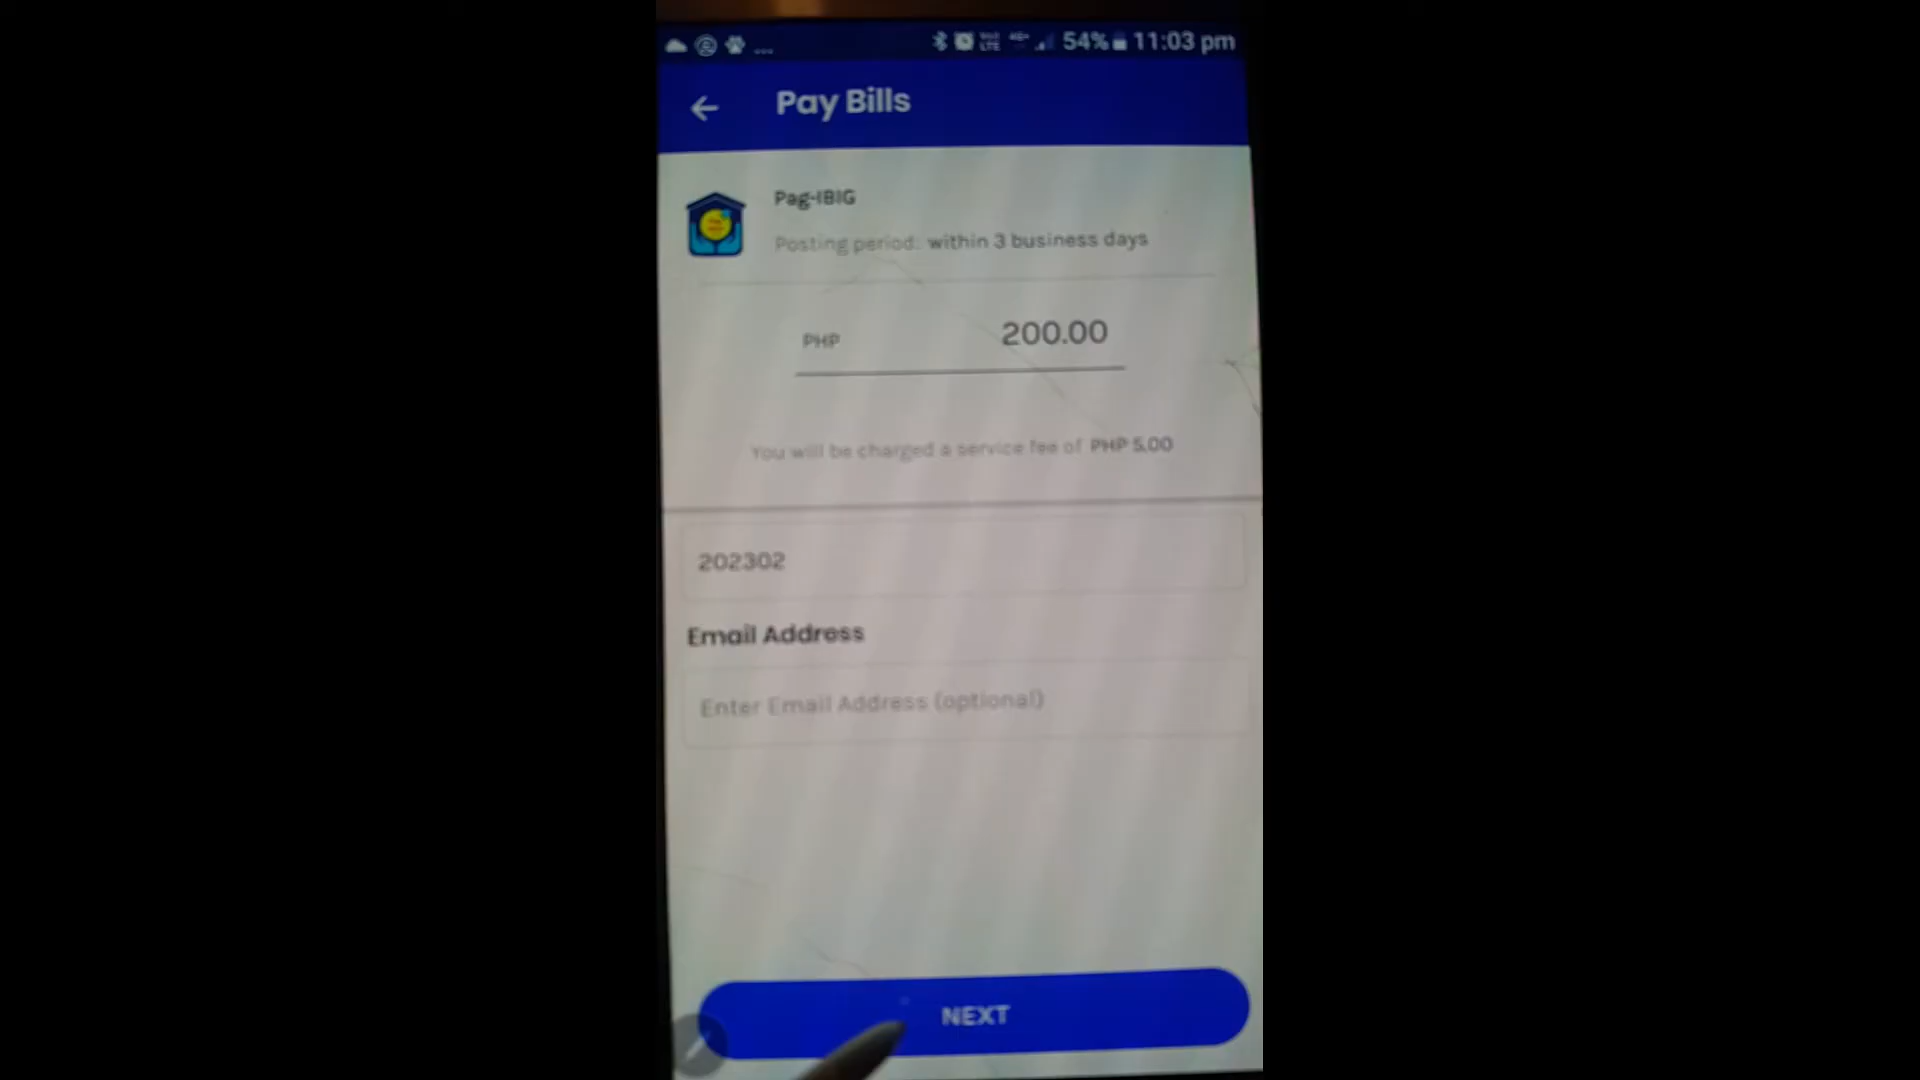 ... 54% 11:03 pm
Pay Bills
Pag-IBIG
Posting period: within 3 business days
PHP 200.00
You will be charged a service fee of PHP 5.00
202302
Email Address
Enter Email Address (optional)
NEXT